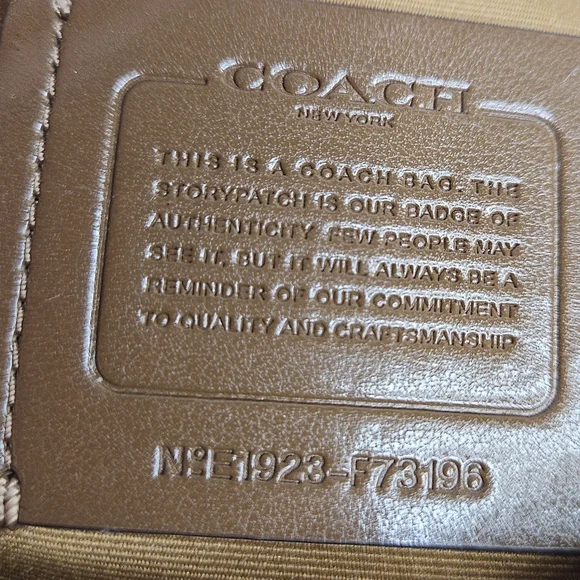 COACH
NEW YORK
THIS IS A COACH BAG. THE
STORYPATCH IS OUR BADGE OF
AUTHENTICITY. FEW PEOPLE MAY
SEE IT, BUT IT WILL ALWAYS BE A
REMINDER OF OUR COMMITMENT
TO QUALITY AND CRAFTSMANSHIP
Nº E1923-F73196